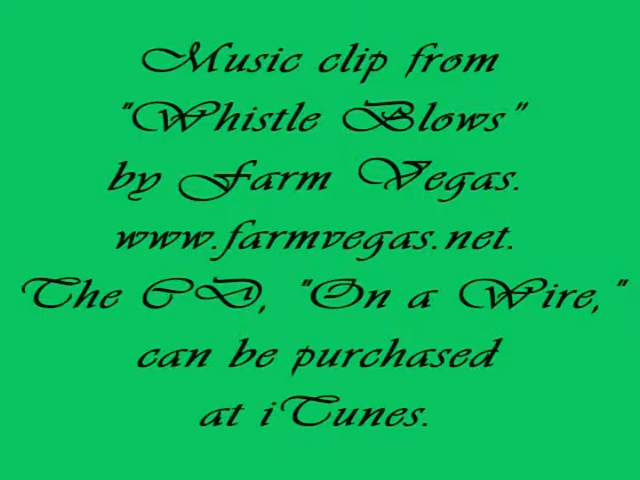 Music clip from
"Whistle Blows"
by Farm Vegas.
www.farmvegas.net.
The CD, "On a Wire,"
can be purchased
at iTunes.